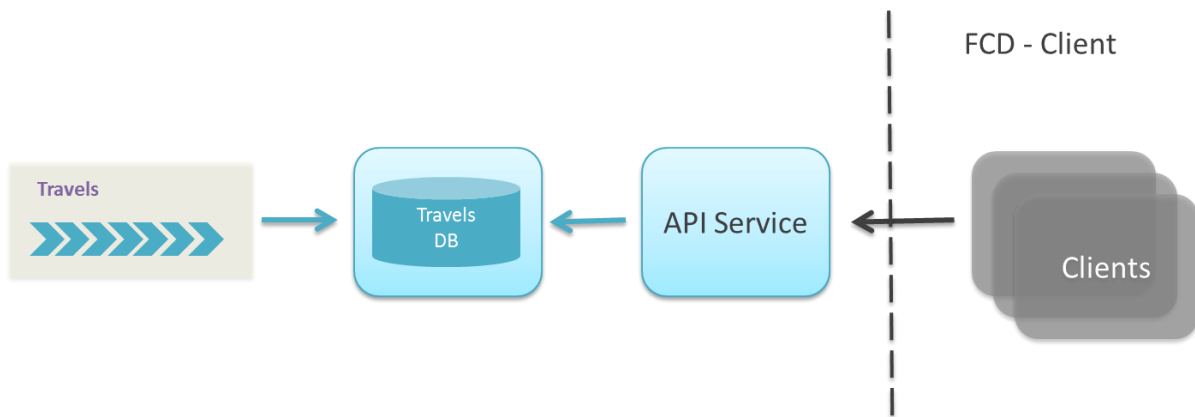 FCD - Client
Travels
Travels
DB
API Service
Clients